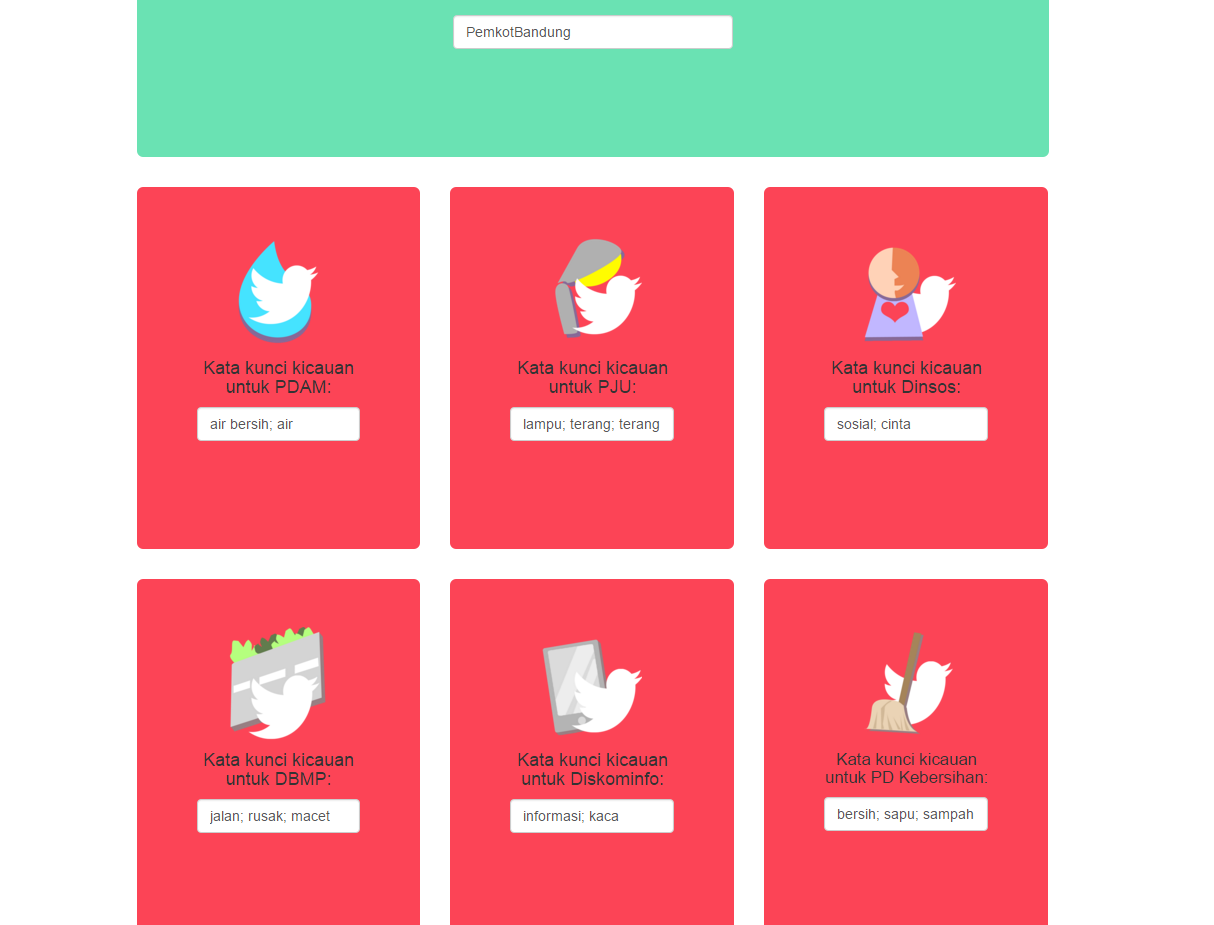 PemkotBandung
Kata kunci kicauan
untuk PDAM:
air bersih; air
Kata kunci kicauan
untuk PJU:
lampu; terang; terang
Kata kunci kicauan
untuk Dinsos:
sosial; cinta
Kata kunci kicauan
untuk DBMP:
jalan; rusak; macet
Kata kunci kicauan
untuk Diskominfo:
informasi; kaca
Kata kunci kicauan
untuk PD Kebersihan:
bersih; sapu; sampah